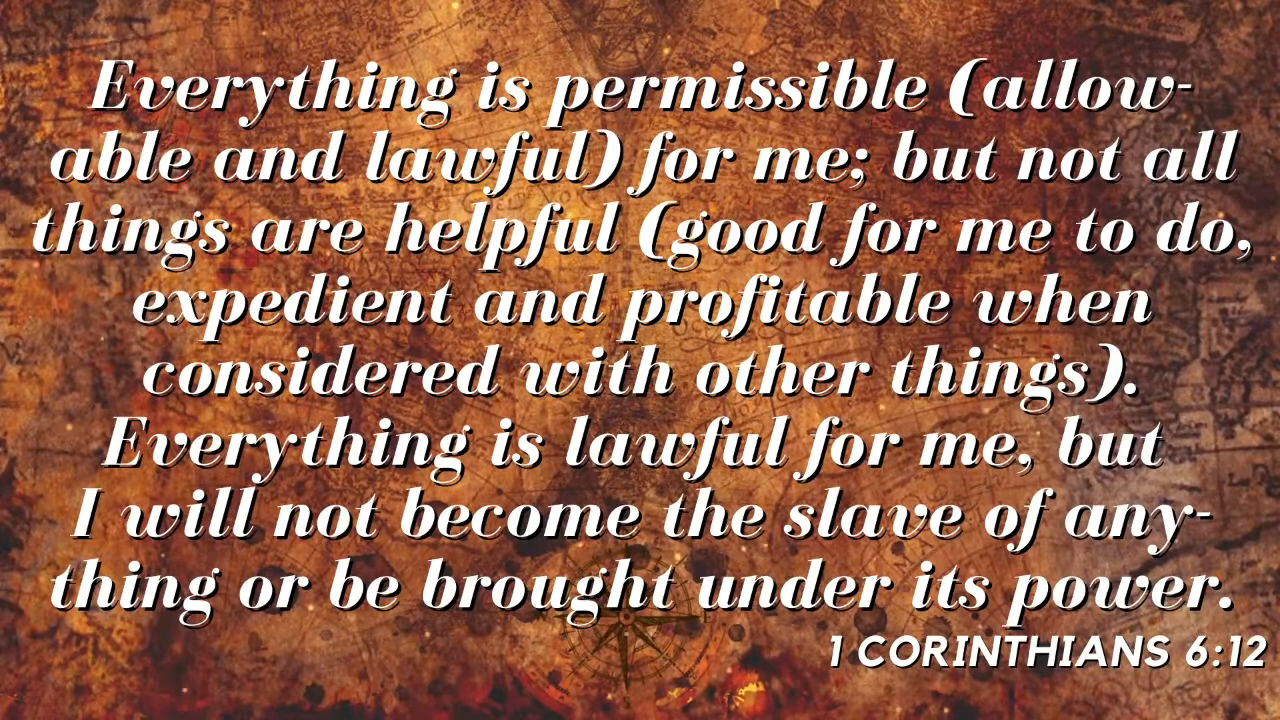 Everything is permissible (allow-
able and lawful) for me; but not all
things are helpful (good for me to do,
expedient and profitable when
considered with other things).
Everything is lawful for me, but
I will not become the slave of any-
thing or be brought under its power.
1 CORINTHIANS 6:12